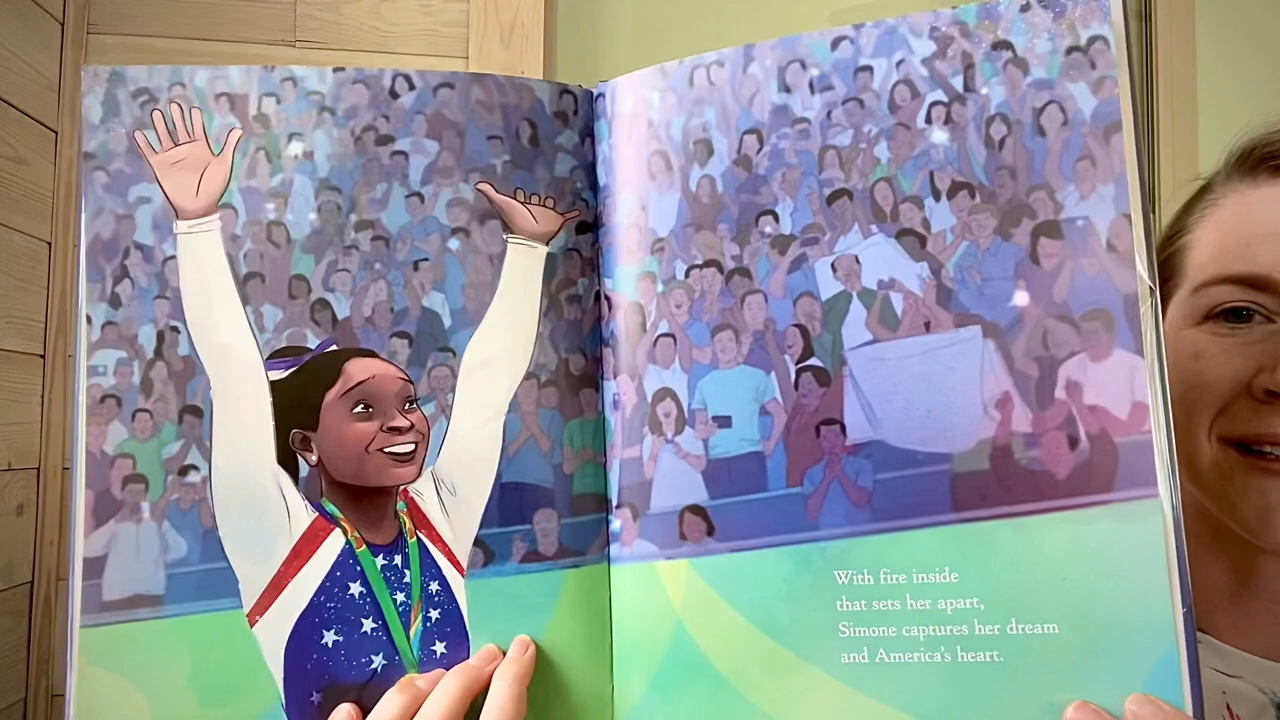 With fire inside
that sets her apart,
Simone captures her dream
and America's heart.